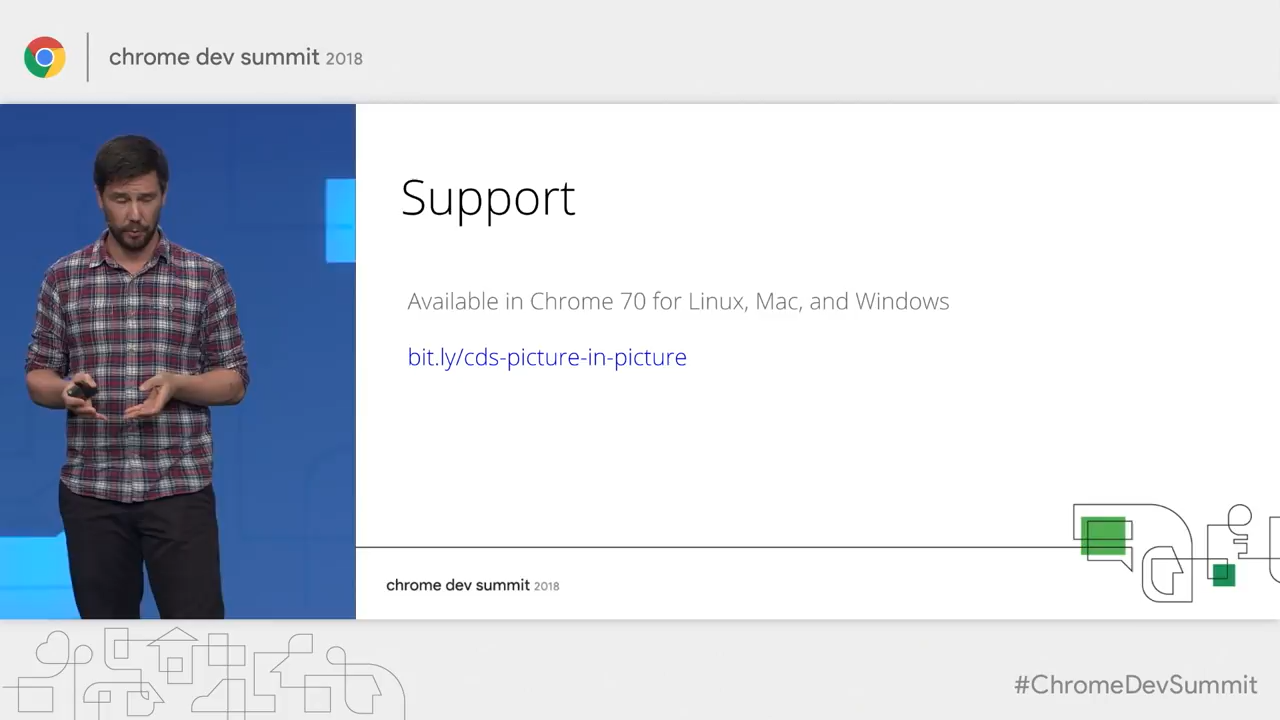 chrome dev summit 2018
Support
Available in Chrome 70 for Linux, Mac, and Windows
bit.ly/cds-picture-in-picture
chrome dev summit 2018
#ChromeDevSummit